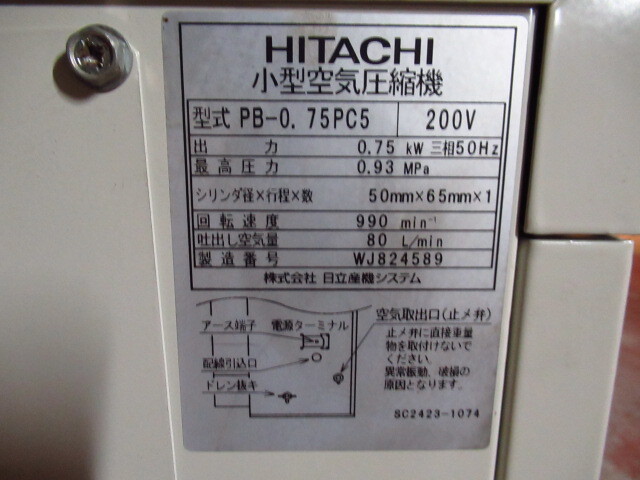 HITACHI
小型空気圧縮機
型式 PB-0.75PC5 200V
出力 0.75 kW 三相50Hz
最高圧力 0.93 MPa
シリンダ径×行程×数 50mm×65mm×1
回転速度 990 min⁻¹
吐出し空気量 80 L/min
製造番号 WJ824589
株式会社 日立産機システム
空気取出口(止メ弁)
アース端子 電源ターミナル
止メ弁に直接重量
物を取付けないで
ください。
異常振動、破損の
原因となります。
配線引込口
ドレン抜キ
SC2423-1074